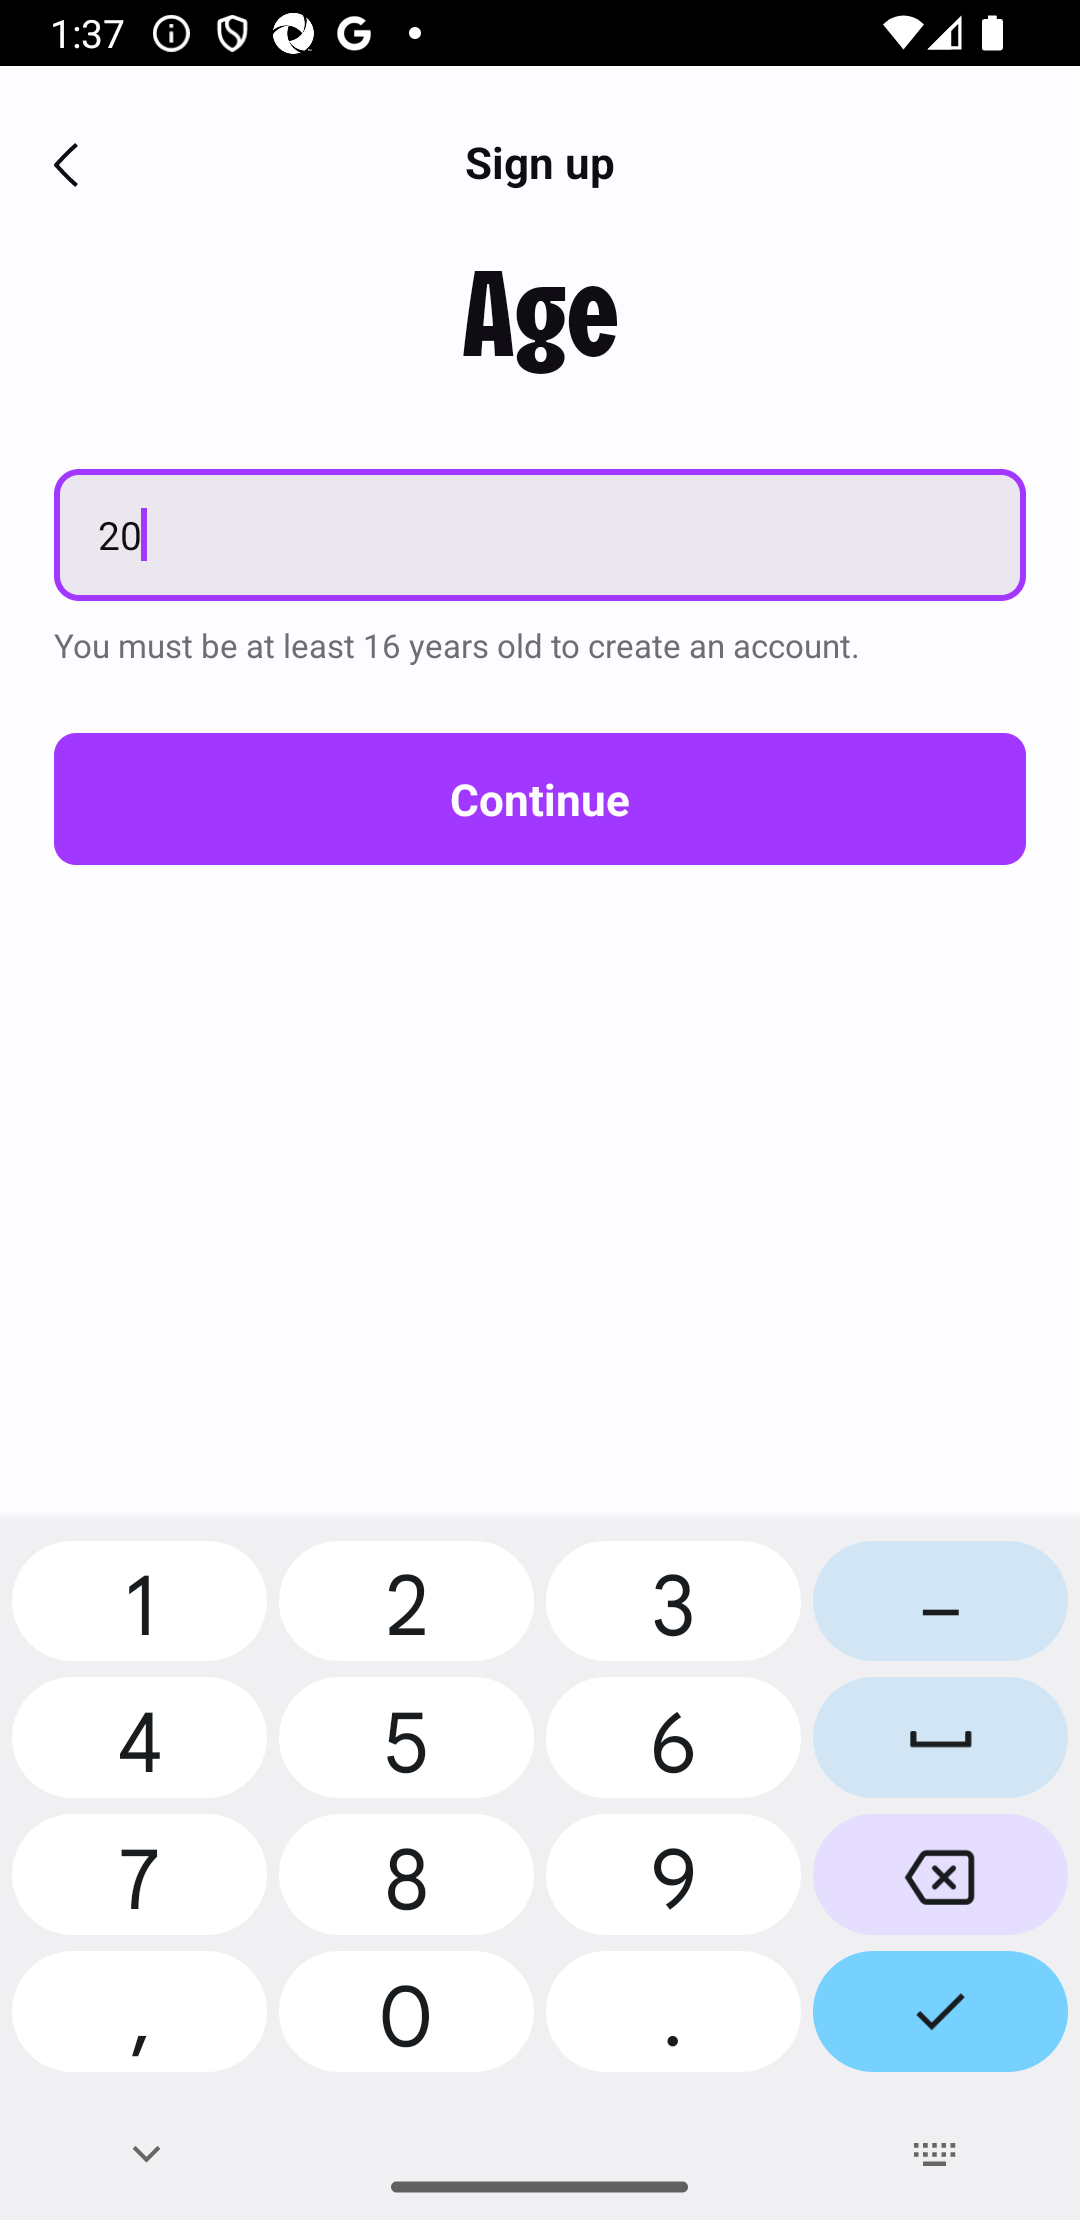 1:37
Sign up
Age
20
You must be at least 16 years old to create an account.
Continue
1 2 3 –
4 5 6
7 8 9
, 0 .